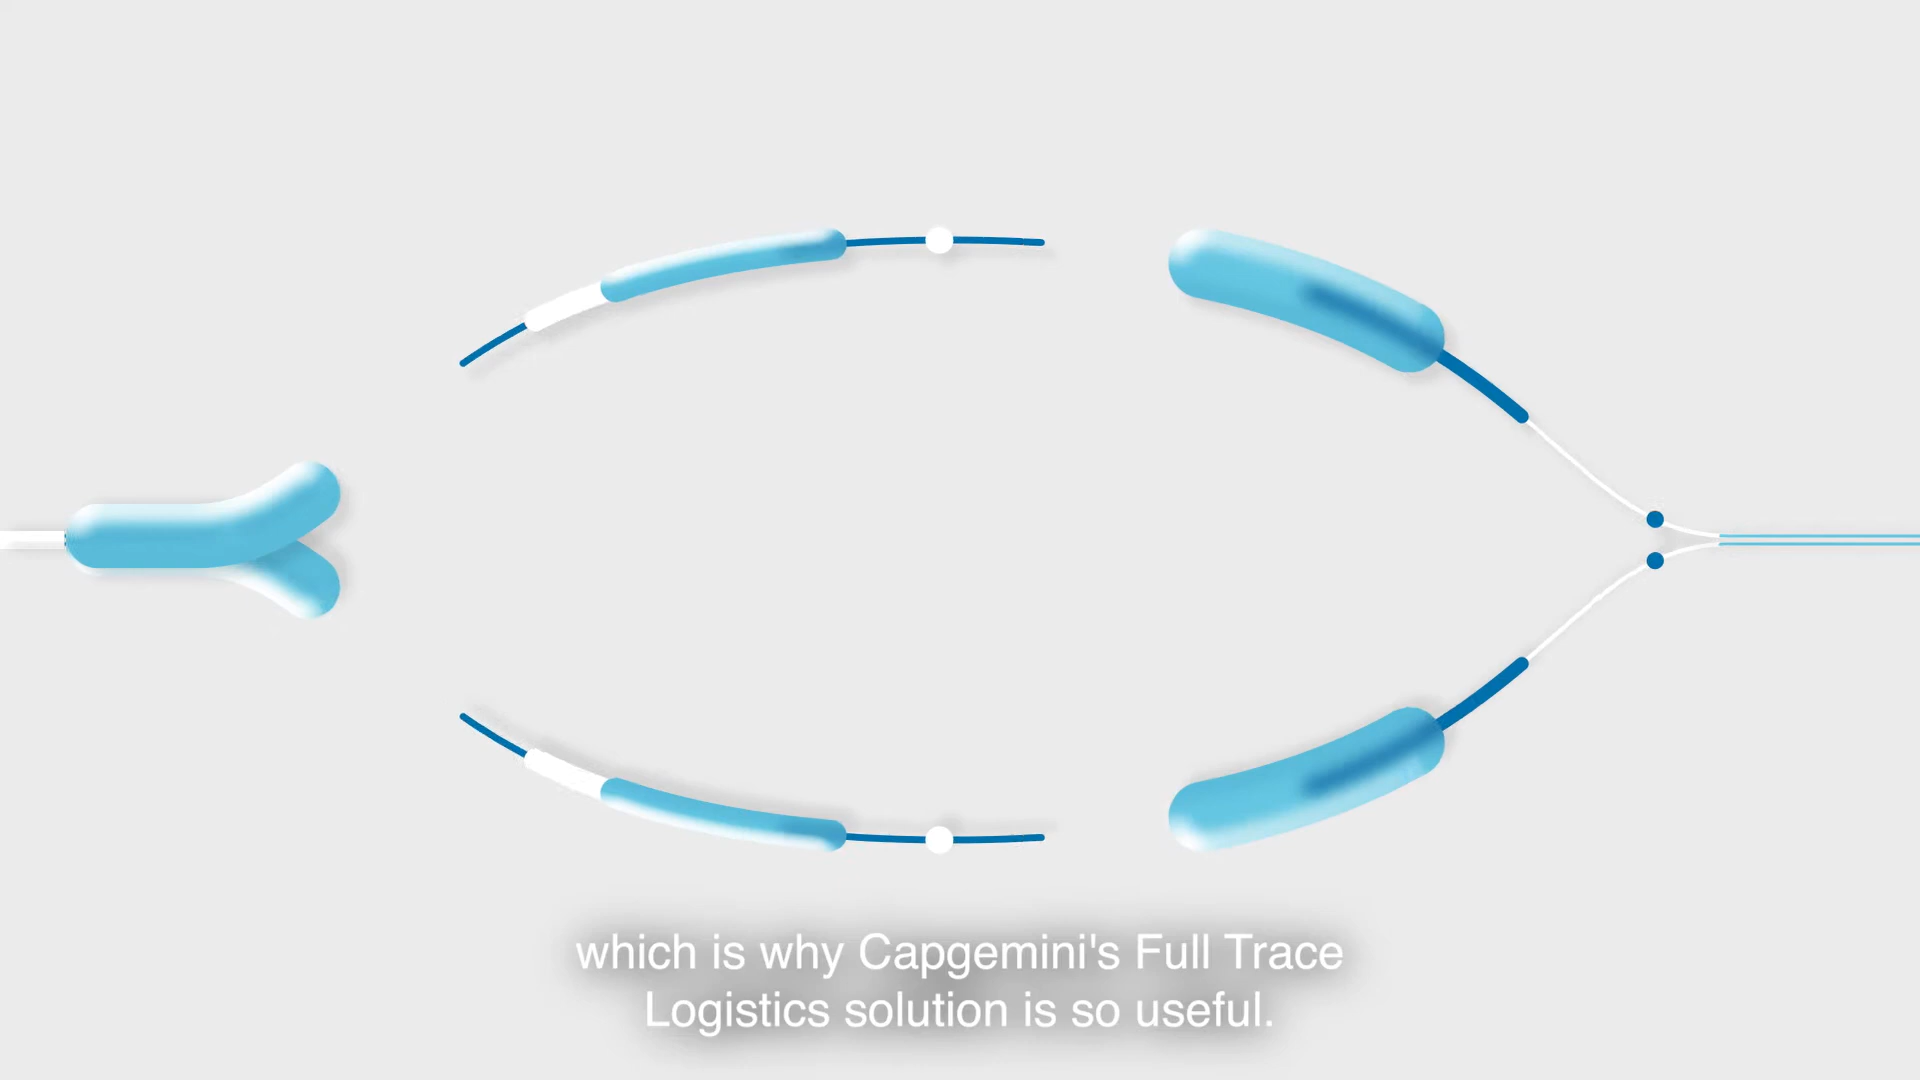 which is why Capgemini's Full Trace
Logistics solution is so useful.